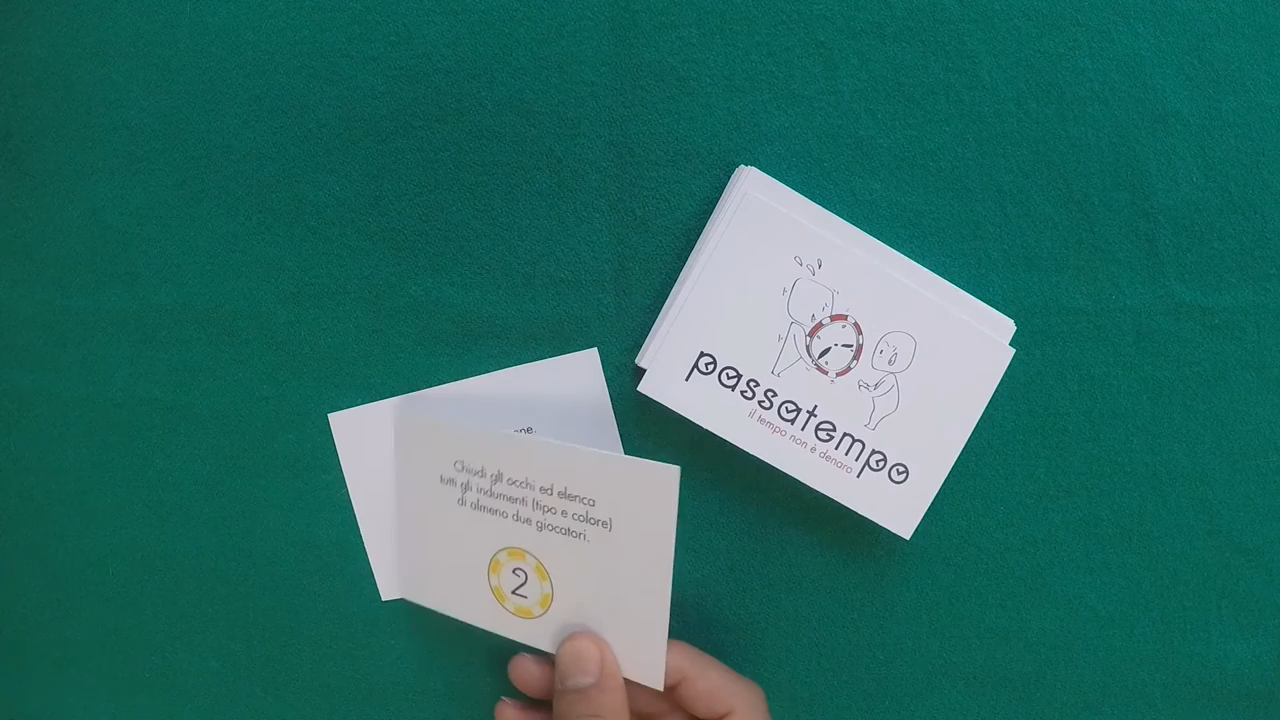 passatempo
il tempo non è denaro
ne.
Chiudi gli occhi ed elenca
tutti gli indumenti (tipo e colore)
di almeno due giocatori.
2